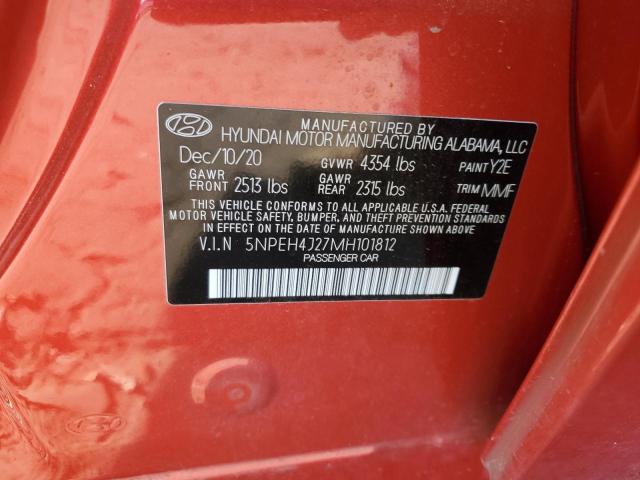 MANUFACTURED BY
HYUNDAI MOTOR MANUFACTURING ALABAMA, LLC
Dec/10/20 GVWR 4354 lbs PAINT Y2E
GAWR FRONT 2513 lbs GAWR REAR 2315 lbs TRIM MMF
THIS VEHICLE CONFORMS TO ALL APPLICABLE U.S.A. FEDERAL
MOTOR VEHICLE SAFETY, BUMPER, AND THEFT PREVENTION STANDARDS
IN EFFECT ON THE DATE OF MANUFACTURE SHOWN ABOVE.
V.I.N 5NPEH4J27MH101812
PASSENGER CAR